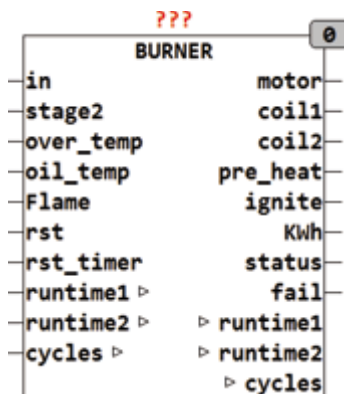 ???
0
BURNER
in motor
stage2 coil1
over_temp coil2
oil_temp pre_heat
Flame ignite
rst KWh
rst_timer status
runtime1 ▷ fail
runtime2 ▷ ▷ runtime1
cycles ▷ ▷ runtime2
▷ cycles